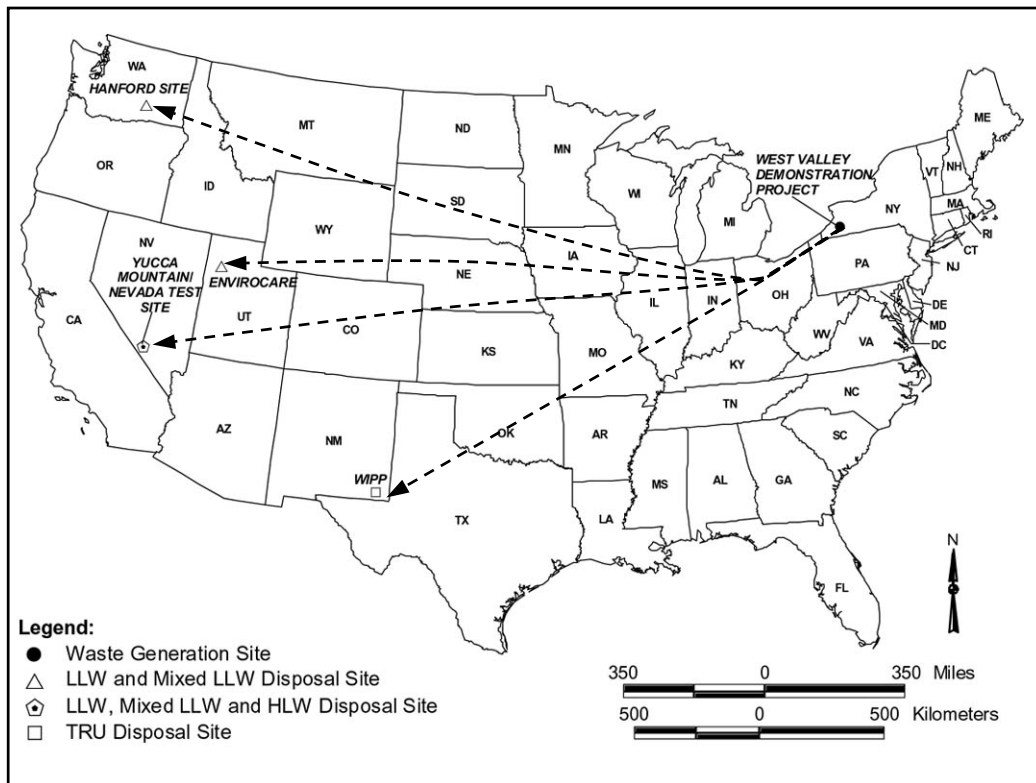 WA
HANFORD SITE
MT
ND
MN
ME
OR
ID
SD
WI
MI
WEST VALLEY
DEMONSTRATION
PROJECT
VT
NH
NY
MA
RI
CT
WY
NV
YUCCA
MOUNTAIN/
NEVADA TEST
SITE
ENVIROCARE
NE
IA
PA
NJ
CA
UT
CO
IL
IN
OH
DE
MD
DC
WV
VA
KS
MO
KY
NC
TN
AZ
NM
OK
AR
SC
WIPP
MS
AL
GA
TX
LA
FL
N
Legend:
Waste Generation Site
LLW and Mixed LLW Disposal Site
LLW, Mixed LLW and HLW Disposal Site
TRU Disposal Site
350 0 350 Miles
500 0 500 Kilometers